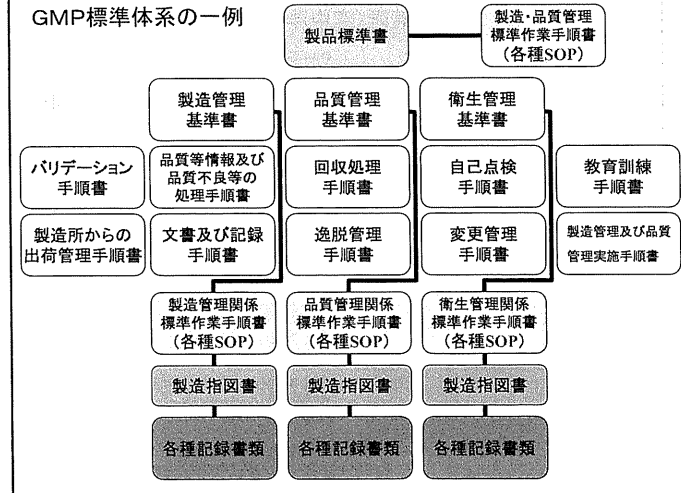 GMP標準体系の一例
製品標準書
製造・品質管理
標準作業手順書
(各種SOP)
製造管理
基準書
品質管理
基準書
衛生管理
基準書
バリデーション
手順書
品質等情報及び
品質不良等の
処理手順書
回収処理
手順書
自己点検
手順書
教育訓練
手順書
製造所からの
出荷管理手順書
文書及び記録
手順書
逸脱管理
手順書
変更管理
手順書
製造管理及び品質
管理実施手順書
製造管理関係
標準作業手順書
(各種SOP)
品質管理関係
標準作業手順書
(各種SOP)
衛生管理関係
標準作業手順書
(各種SOP)
製造指図書
製造指図書
製造指図書
各種記録書類
各種記録書類
各種記録書類